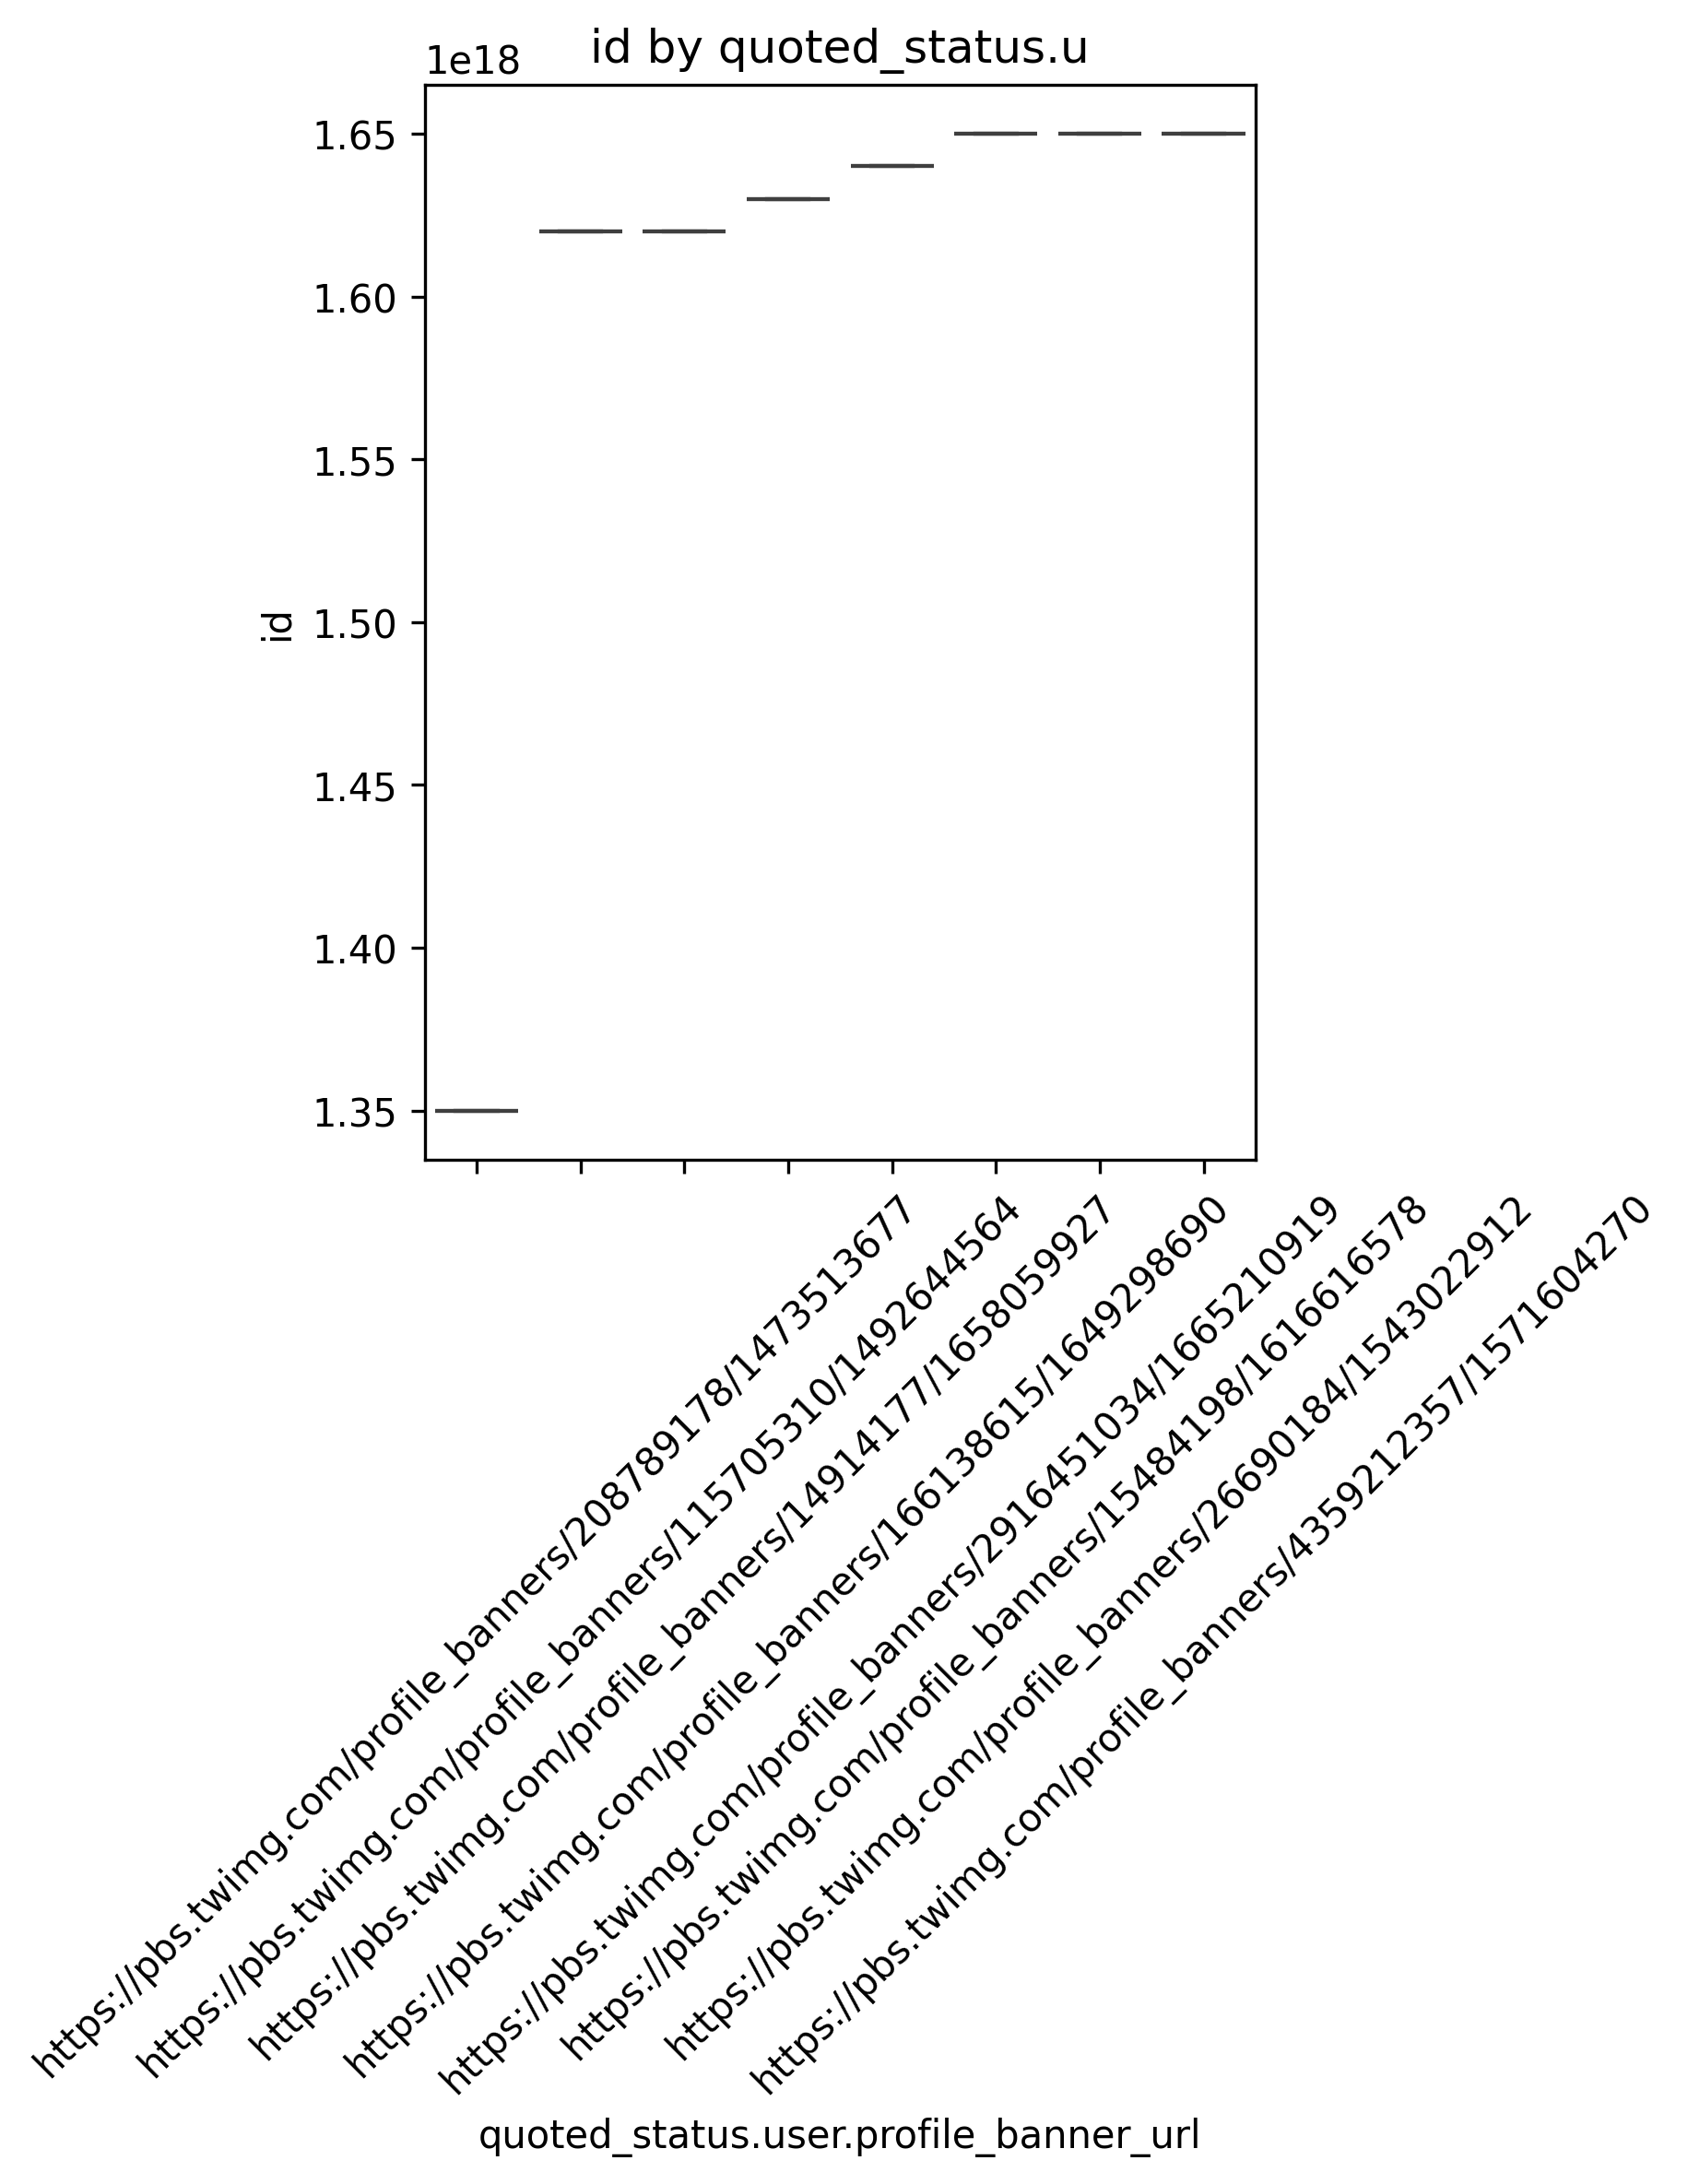 id by quoted_status.u
1e18
1.65
1.60
1.55
1.50
1.45
1.40
1.35
id
https://pbs.twimg.com/profile_banners/2087891178/1473513677
https://pbs.twimg.com/profile_banners/115705310/1492644564
https://pbs.twimg.com/profile_banners/14914177/1658059927
https://pbs.twimg.com/profile_banners/166138615/1649298690
https://pbs.twimg.com/profile_banners/2916451034/1665210919
https://pbs.twimg.com/profile_banners/15484198/1616616578
https://pbs.twimg.com/profile_banners/26690184/1543022912
https://pbs.twimg.com/profile_banners/4359212357/1571604270
quoted_status.user.profile_banner_url